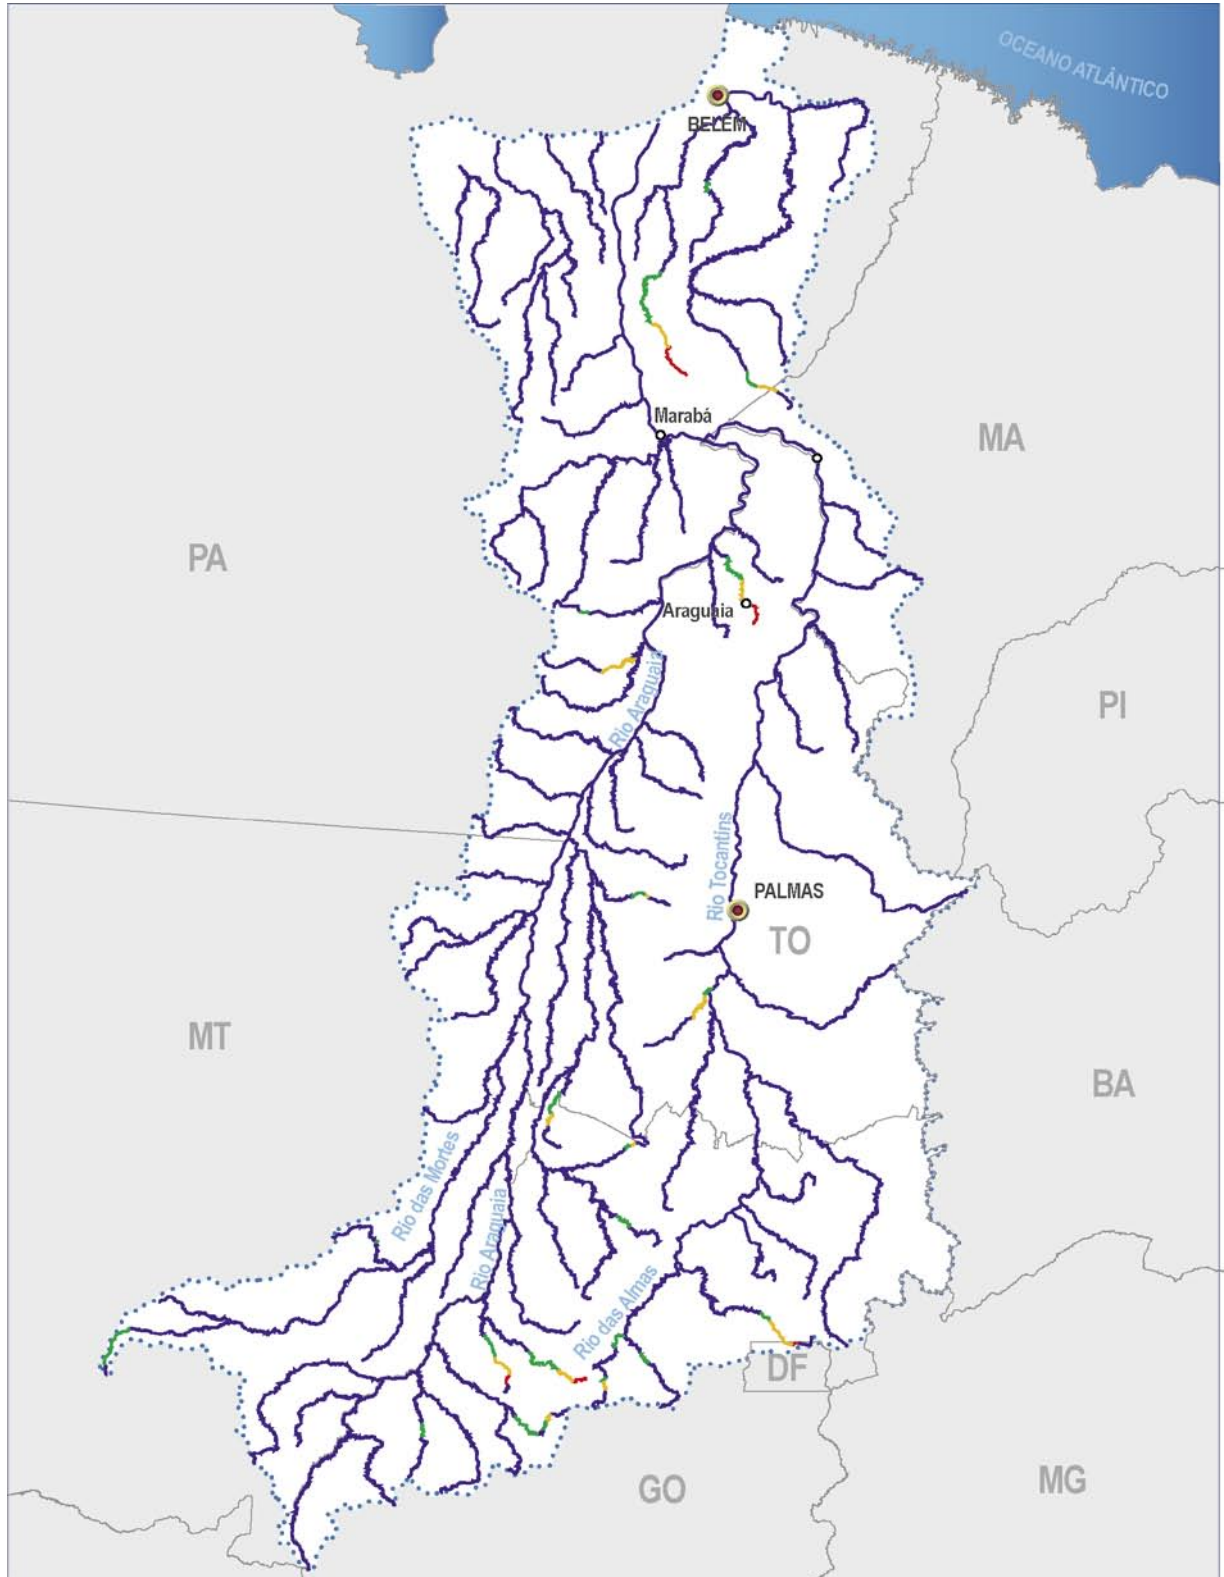 OCEANO ATLÂNTICO
BELÉM
Marabá
MA
PA
Araguaia
Rio Araguaia
PI
Rio Tocantins
PALMAS
TO
MT
BA
Rio das Mortes
Rio Araguaia
Rio das Almas
DF
GO
MG